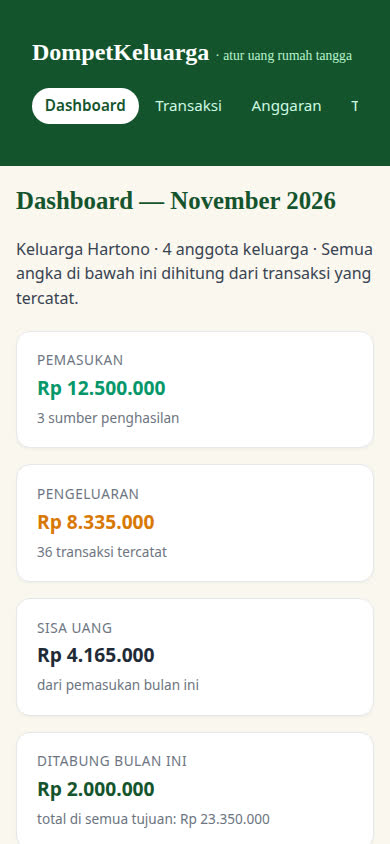 DompetKeluarga · atur uang rumah tangga
Dashboard Transaksi Anggaran T
Dashboard — November 2026
Keluarga Hartono · 4 anggota keluarga · Semua
angka di bawah ini dihitung dari transaksi yang
tercatat.
PEMASUKAN
Rp 12.500.000
3 sumber penghasilan
PENGELUARAN
Rp 8.335.000
36 transaksi tercatat
SISA UANG
Rp 4.165.000
dari pemasukan bulan ini
DITABUNG BULAN INI
Rp 2.000.000
total di semua tujuan: Rp 23.350.000